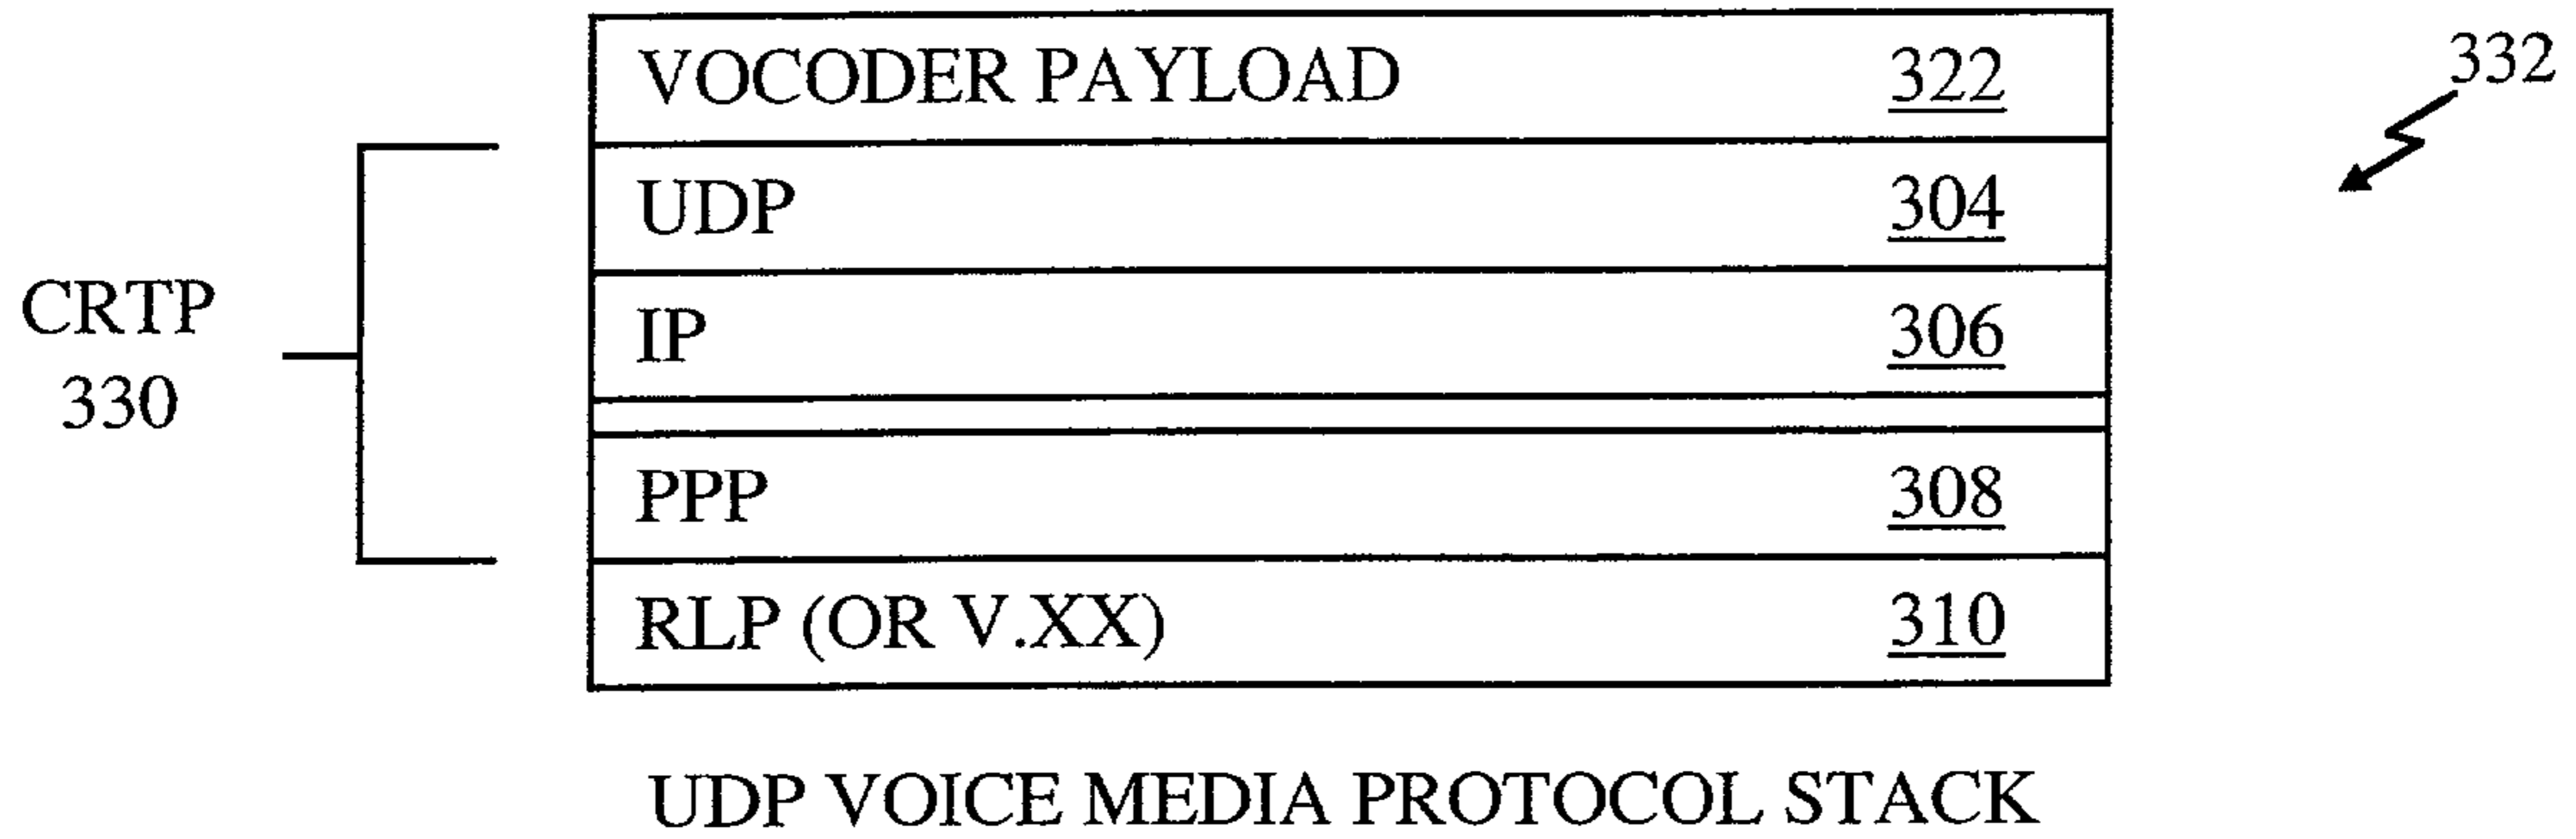 VOCODER PAYLOAD 322
332
UDP 304
CRTP
330
IP 306
PPP 308
RLP (OR V.XX) 310
UDP VOICE MEDIA PROTOCOL STACK